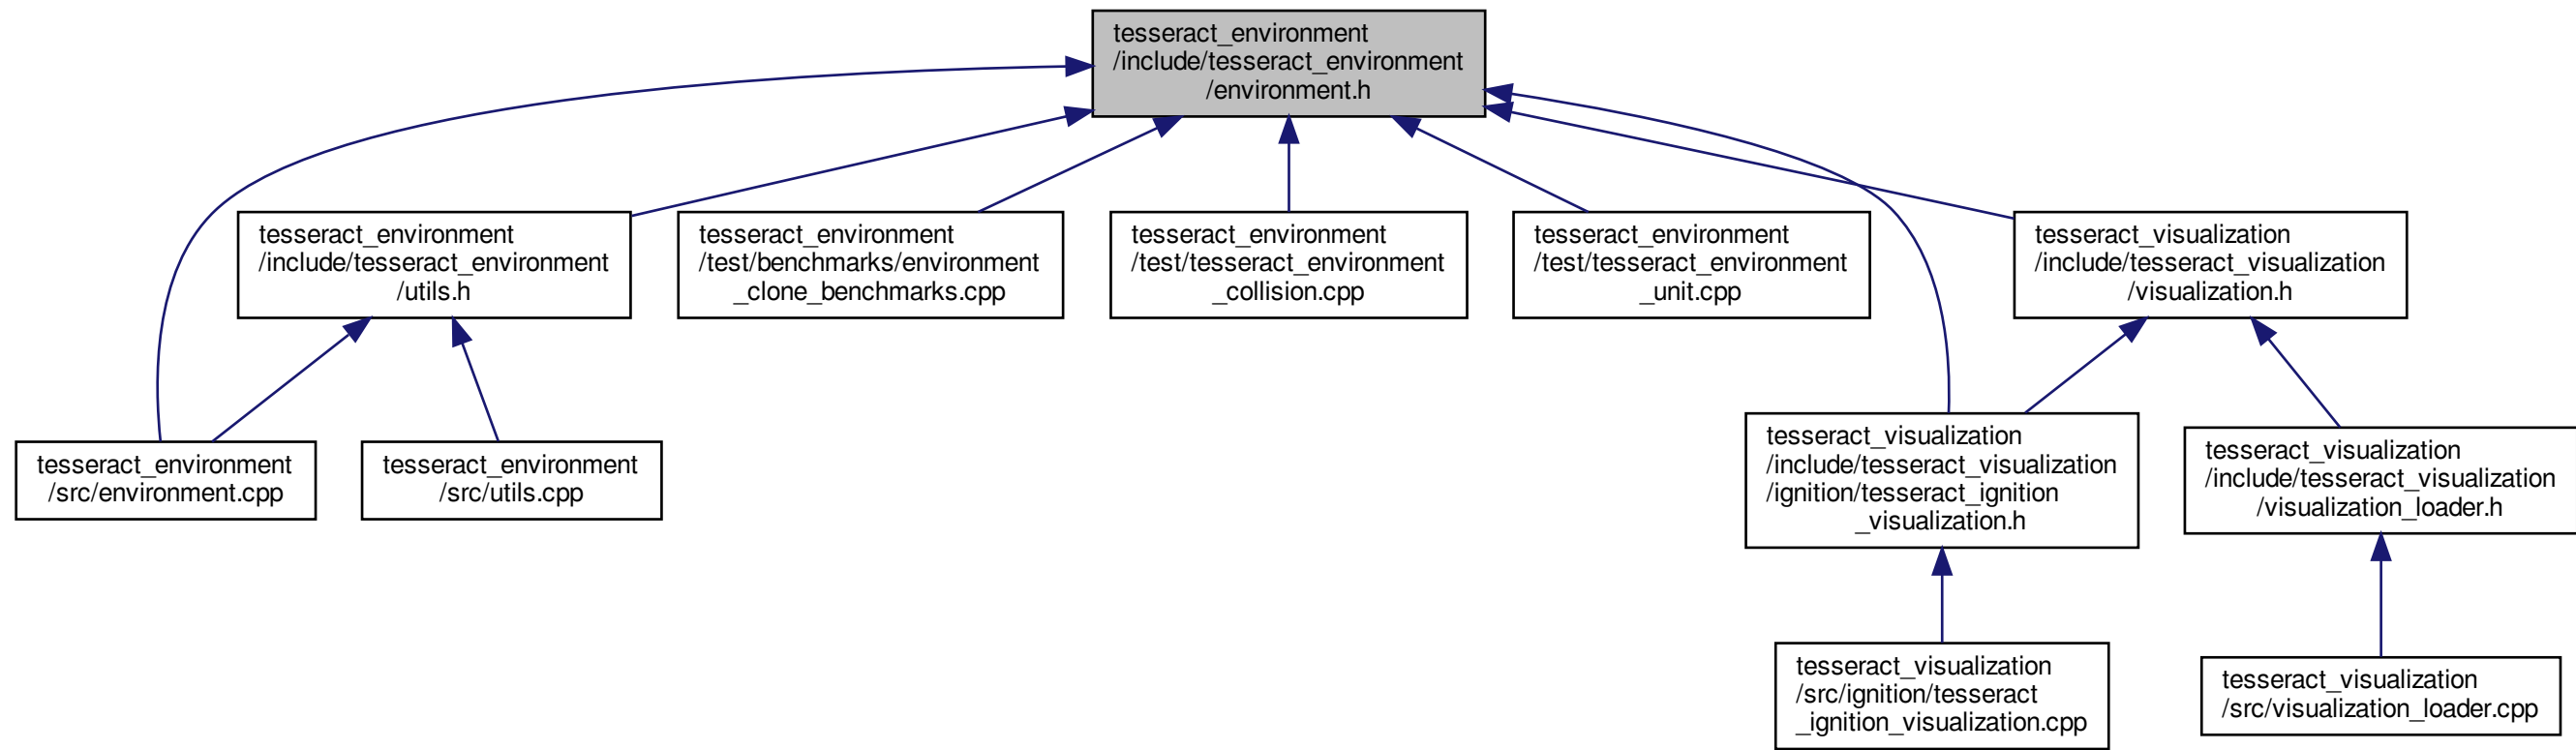 tesseract_environment
/include/tesseract_environment
/environment.h
tesseract_environment
/include/tesseract_environment
/utils.h
tesseract_environment
/test/benchmarks/environment
_clone_benchmarks.cpp
tesseract_environment
/test/tesseract_environment
_collision.cpp
tesseract_environment
/test/tesseract_environment
_unit.cpp
tesseract_visualization
/include/tesseract_visualization
/visualization.h
tesseract_environment
/src/environment.cpp
tesseract_environment
/src/utils.cpp
tesseract_visualization
/include/tesseract_visualization
/ignition/tesseract_ignition
_visualization.h
tesseract_visualization
/include/tesseract_visualization
/visualization_loader.h
tesseract_visualization
/src/ignition/tesseract
_ignition_visualization.cpp
tesseract_visualization
/src/visualization_loader.cpp